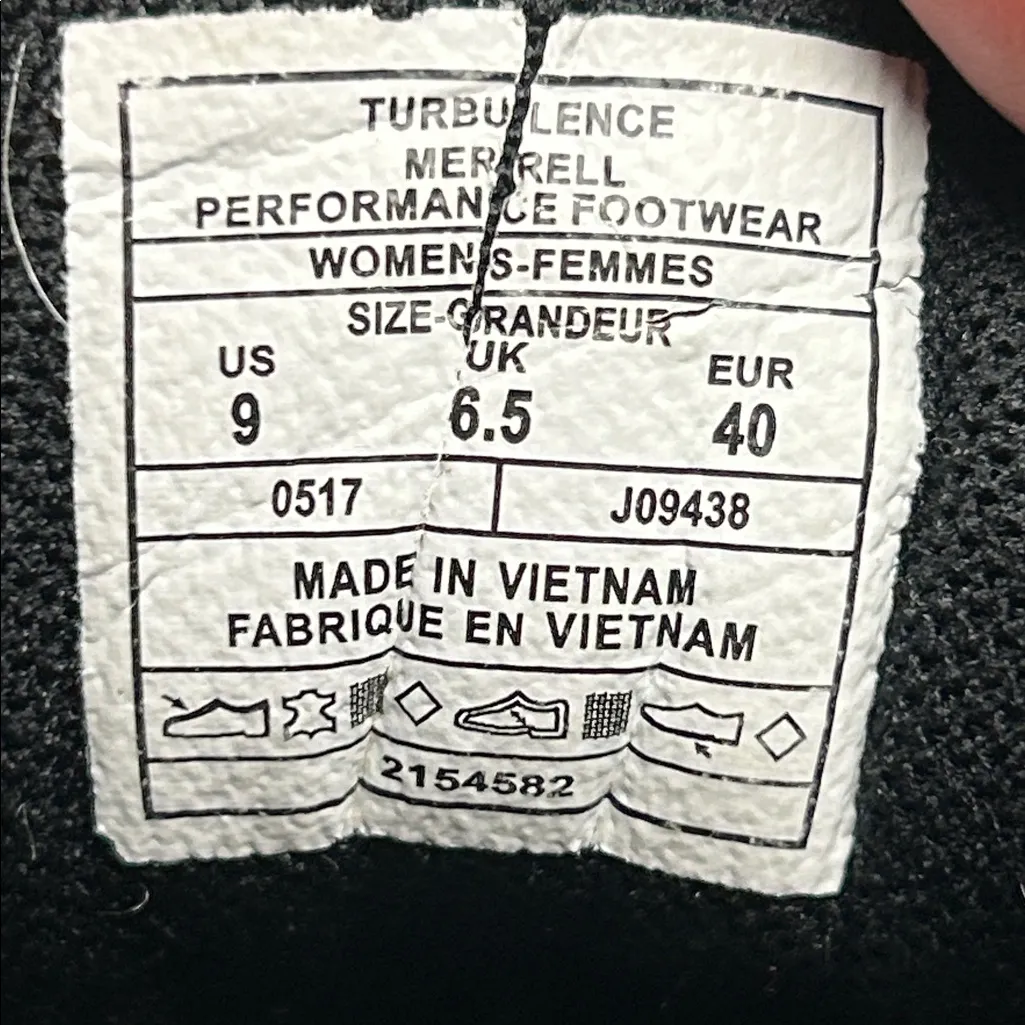 TURBULENCE
MERRELL
PERFORMANCE FOOTWEAR
WOMEN'S-FEMMES
SIZE-GRANDEUR
US UK EUR
9 6.5 40
0517 J09438
MADE IN VIETNAM
FABRIQUE EN VIETNAM
2154582